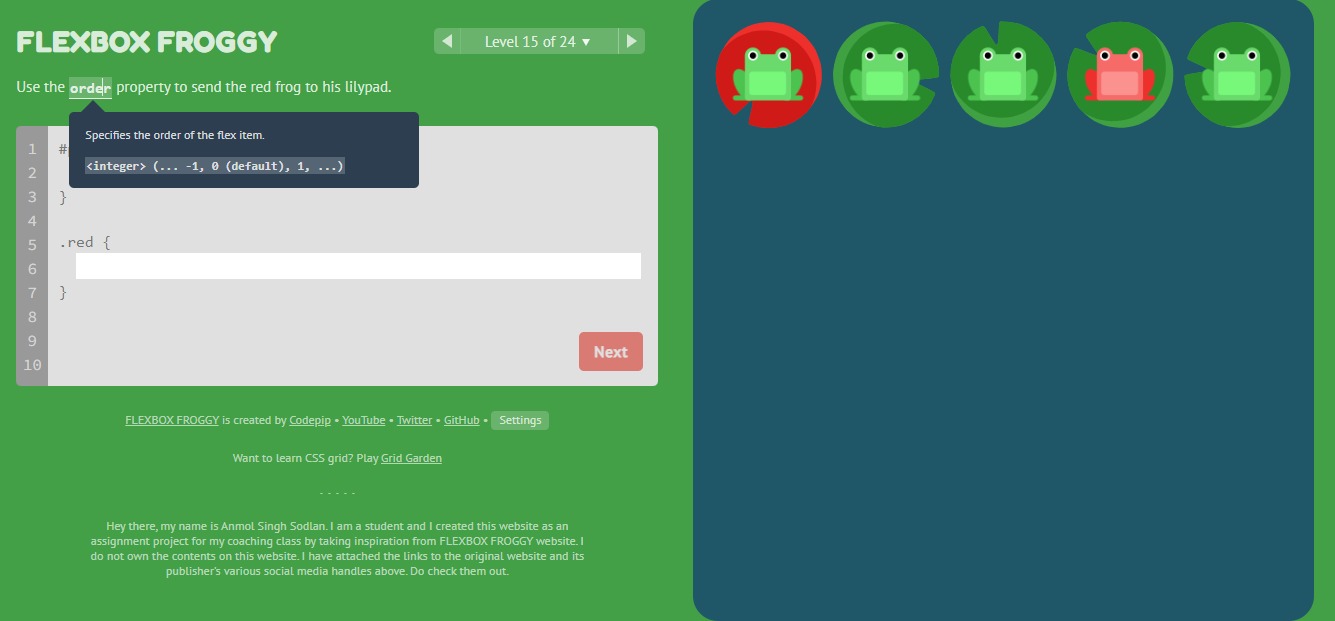 FLEXBOX FROGGY
Level 15 of 24
Use the order property to send the red frog to his lilypad.
Specifies the order of the flex item.
<integer> (... -1, 0 (default), 1, ...)
1 #
2
3 }
4
5 .red {
6
7 }
8
9
10
Next
FLEXBOX FROGGY is created by Codepip • YouTube • Twitter • GitHub • Settings
Want to learn CSS grid? Play Grid Garden
- - - - -
Hey there, my name is Anmol Singh Sodlan. I am a student and I created this website as an
assignment project for my coaching class by taking inspiration from FLEXBOX FROGGY website. I
do not own the contents on this website. I have attached the links to the original website and its
publisher's various social media handles above. Do check them out.